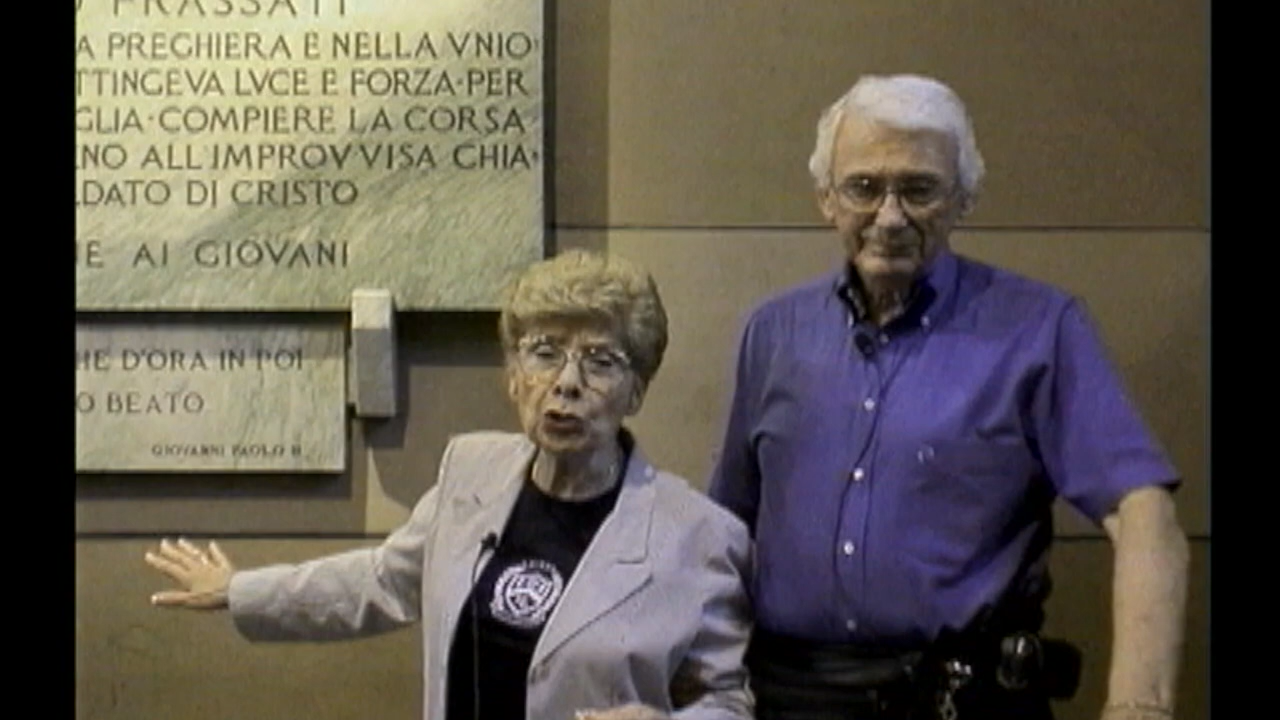 O FRASSATI
A PREGHIERA E NELLA VNIO·
TTINGEVA LVCE E FORZA·PER
GLIA·COMPIERE LA CORSA
NO ALL'IMPROVVISA CHIA·
LDATO DI CRISTO
E AI GIOVANI
HE D'ORA IN POI
O BEATO
GIOVANNI PAOLO II